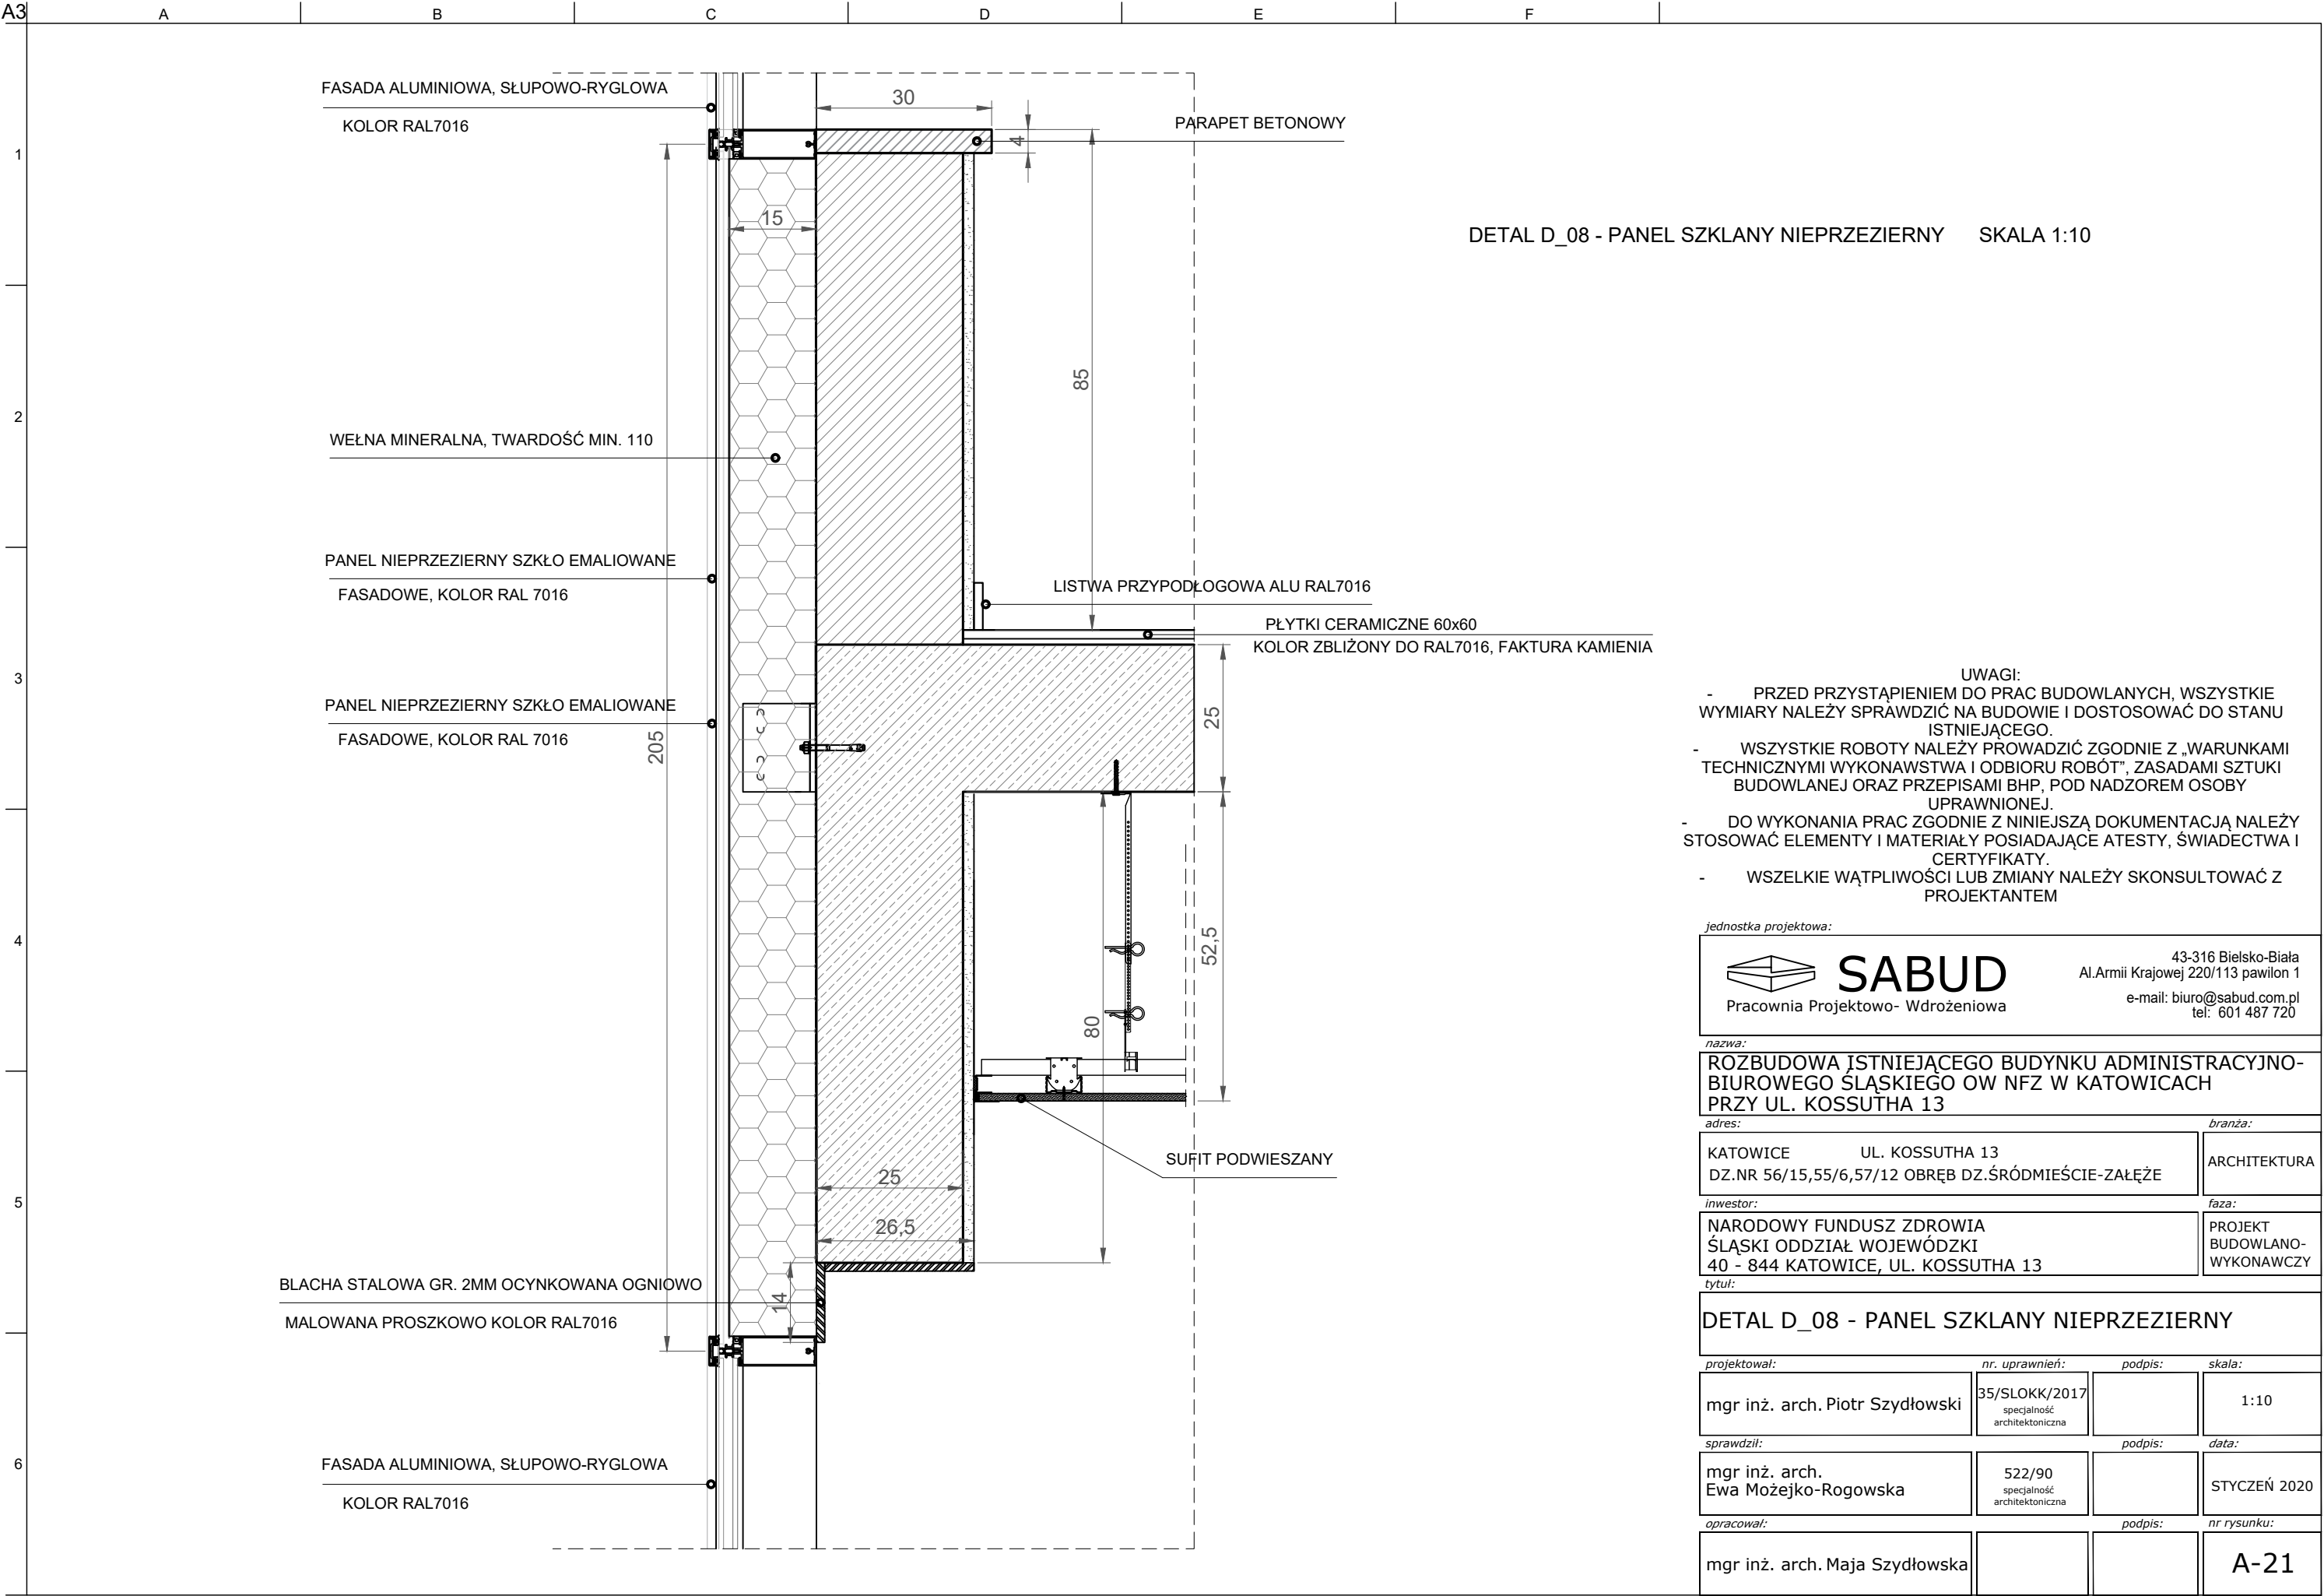 A3
A
B
C
D
E
F
1
2
3
4
5
6
FASADA ALUMINIOWA, SŁUPOWO-RYGLOWA
KOLOR RAL7016
30
4
PARAPET BETONOWY
15
85
DETAL D_08 - PANEL SZKLANY NIEPRZEZIERNY SKALA 1:10
WEŁNA MINERALNA, TWARDOŚĆ MIN. 110
PANEL NIEPRZEZIERNY SZKŁO EMALIOWANE
FASADOWE, KOLOR RAL 7016
LISTWA PRZYPODŁOGOWA ALU RAL7016
PŁYTKI CERAMICZNE 60x60
KOLOR ZBLIŻONY DO RAL7016, FAKTURA KAMIENIA
PANEL NIEPRZEZIERNY SZKŁO EMALIOWANE
FASADOWE, KOLOR RAL 7016
205
25
52,5
80
SUFIT PODWIESZANY
25
26,5
14
BLACHA STALOWA GR. 2MM OCYNKOWANA OGNIOWO
MALOWANA PROSZKOWO KOLOR RAL7016
FASADA ALUMINIOWA, SŁUPOWO-RYGLOWA
KOLOR RAL7016
UWAGI:
- PRZED PRZYSTĄPIENIEM DO PRAC BUDOWLANYCH, WSZYSTKIE
WYMIARY NALEŻY SPRAWDZIĆ NA BUDOWIE I DOSTOSOWAĆ DO STANU
ISTNIEJĄCEGO.
- WSZYSTKIE ROBOTY NALEŻY PROWADZIĆ ZGODNIE Z „WARUNKAMI
TECHNICZNYMI WYKONAWSTWA I ODBIORU ROBÓT”, ZASADAMI SZTUKI
BUDOWLANEJ ORAZ PRZEPISAMI BHP, POD NADZOREM OSOBY
UPRAWNIONEJ.
- DO WYKONANIA PRAC ZGODNIE Z NINIEJSZĄ DOKUMENTACJĄ NALEŻY
STOSOWAĆ ELEMENTY I MATERIAŁY POSIADAJĄCE ATESTY, ŚWIADECTWA I
CERTYFIKATY.
- WSZELKIE WĄTPLIWOŚCI LUB ZMIANY NALEŻY SKONSULTOWAĆ Z
PROJEKTANTEM
jednostka projektowa:
SABUD
Pracownia Projektowo- Wdrożeniowa
43-316 Bielsko-Biała
Al.Armii Krajowej 220/113 pawilon 1
e-mail: biuro@sabud.com.pl
tel: 601 487 720
nazwa:
ROZBUDOWA ISTNIEJĄCEGO BUDYNKU ADMINISTRACYJNO-
BIUROWEGO ŚLĄSKIEGO OW NFZ W KATOWICACH
PRZY UL. KOSSUTHA 13
adres:
branża:
KATOWICE UL. KOSSUTHA 13
DZ.NR 56/15,55/6,57/12 OBRĘB DZ.ŚRÓDMIEŚCIE-ZAŁĘŻE
ARCHITEKTURA
inwestor:
faza:
NARODOWY FUNDUSZ ZDROWIA
ŚLĄSKI ODDZIAŁ WOJEWÓDZKI
40 - 844 KATOWICE, UL. KOSSUTHA 13
PROJEKT
BUDOWLANO-
WYKONAWCZY
tytuł:
DETAL D_08 - PANEL SZKLANY NIEPRZEZIERNY
projektował:
nr. uprawnień:
podpis:
skala:
mgr inż. arch. Piotr Szydłowski
35/SLOKK/2017
specjalność
architektoniczna
1:10
sprawdził:
podpis:
data:
mgr inż. arch.
Ewa Możejko-Rogowska
522/90
specjalność
architektoniczna
STYCZEŃ 2020
opracował:
podpis:
nr rysunku:
mgr inż. arch. Maja Szydłowska
A-21